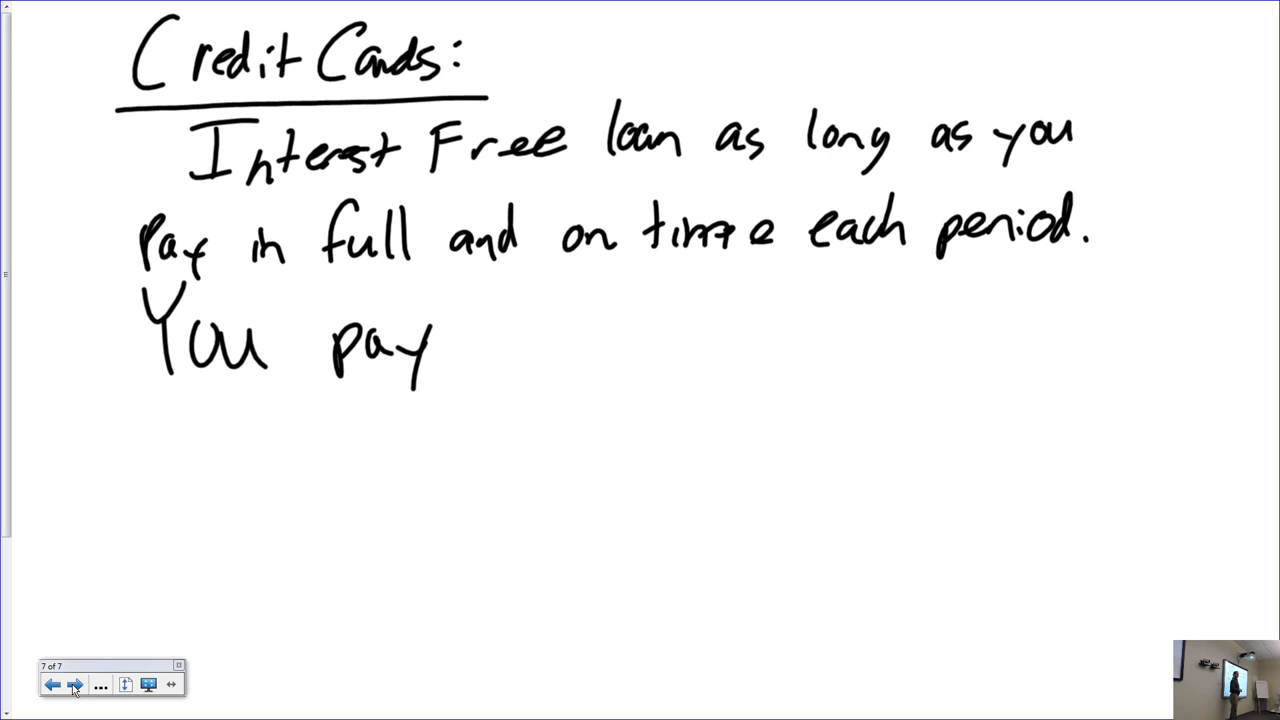 Credit Cards:
Interest Free loan as long as you
Pay in full and on time each period.
You pay
7 of 7
...